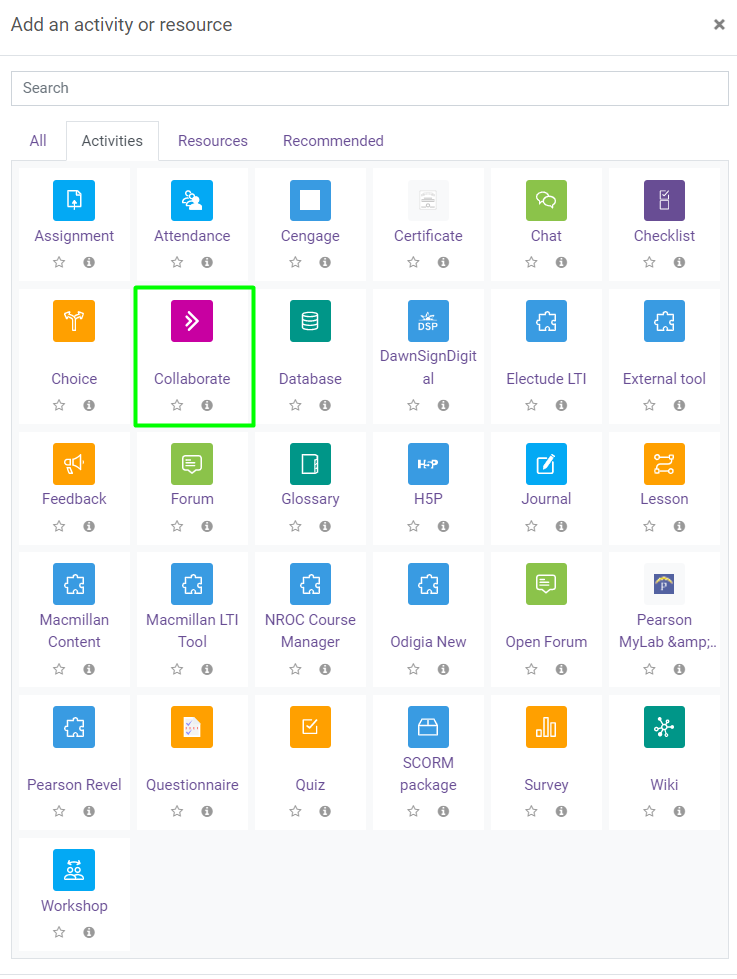 Add an activity or resource
Search
All Activities Resources Recommended
Assignment Attendance Cengage Certificate Chat Checklist
DSP
Choice Collaborate Database DawnSignDigit
al Electude LTI External tool
H-P
Feedback Forum Glossary H5P Journal Lesson
Macmillan
Content
Macmillan LTI
Tool
NROC Course
Manager
Odigia New
Open Forum
P
Pearson
MyLab &amp;..
Pearson Revel
Questionnaire
Quiz
SCORM
package
Survey
Wiki
Workshop